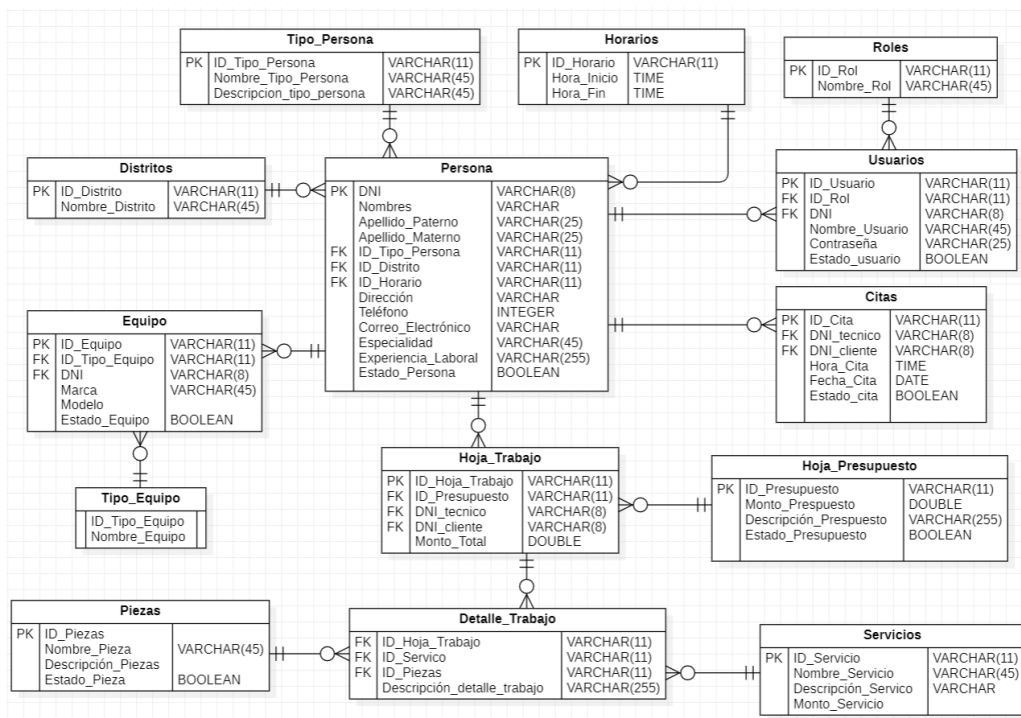 Tipo_Persona
PK ID_Tipo_Persona VARCHAR(11)
Nombre_Tipo_Persona VARCHAR(45)
Descripcion_tipo_persona VARCHAR(45)
Horarios
PK ID_Horario VARCHAR(11)
Hora_Inicio TIME
Hora_Fin TIME
Roles
PK ID_Rol VARCHAR(11)
Nombre_Rol VARCHAR(45)
Distritos
PK ID_Distrito VARCHAR(11)
Nombre_Distrito VARCHAR(45)
Persona
PK DNI VARCHAR(8)
Nombres VARCHAR
Apellido_Paterno VARCHAR(25)
Apellido_Materno VARCHAR(25)
FK ID_Tipo_Persona VARCHAR(11)
FK ID_Distrito VARCHAR(11)
FK ID_Horario VARCHAR(11)
Dirección VARCHAR
Teléfono INTEGER
Correo_Electrónico VARCHAR
Especialidad VARCHAR(45)
Experiencia_Laboral VARCHAR(255)
Estado_Persona BOOLEAN
Usuarios
PK ID_Usuario VARCHAR(11)
FK ID_Rol VARCHAR(11)
FK DNI VARCHAR(8)
Nombre_Usuario VARCHAR(45)
Contraseña VARCHAR(25)
Estado_usuario BOOLEAN
Citas
PK ID_Cita VARCHAR(11)
FK DNI_tecnico VARCHAR(8)
FK DNI_cliente VARCHAR(8)
Hora_Cita TIME
Fecha_Cita DATE
Estado_cita BOOLEAN
Equipo
PK ID_Equipo VARCHAR(11)
FK ID_Tipo_Equipo VARCHAR(11)
FK DNI VARCHAR(8)
Marca VARCHAR(45)
Modelo
Estado_Equipo BOOLEAN
Tipo_Equipo
ID_Tipo_Equipo
Nombre_Equipo
Hoja_Trabajo
PK ID_Hoja_Trabajo VARCHAR(11)
FK ID_Presupuesto VARCHAR(11)
FK DNI_tecnico VARCHAR(8)
FK DNI_cliente VARCHAR(8)
Monto_Total DOUBLE
Hoja_Presupuesto
PK ID_Presupuesto VARCHAR(11)
Monto_Prespuesto DOUBLE
Descripción_Prespuesto VARCHAR(255)
Estado_Presupuesto BOOLEAN
Piezas
PK ID_Piezas
Nombre_Pieza VARCHAR(45)
Descripción_Piezas
Estado_Pieza BOOLEAN
Detalle_Trabajo
FK ID_Hoja_Trabajo VARCHAR(11)
FK ID_Servico VARCHAR(11)
FK ID_Piezas VARCHAR(11)
Descripción_detalle_trabajo VARCHAR(255)
Servicios
PK ID_Servicio VARCHAR(11)
Nombre_Servicio VARCHAR(45)
Descripción_Servico VARCHAR
Monto_Servicio